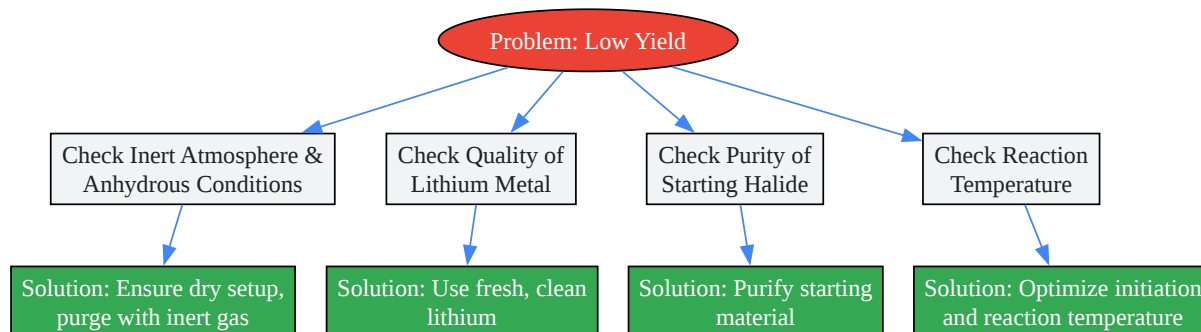 Problem: Low Yield
Check Inert Atmosphere &
Anhydrous Conditions
Check Quality of
Lithium Metal
Check Purity of
Starting Halide
Check Reaction
Temperature
Solution: Ensure dry setup,
purge with inert gas
Solution: Use fresh, clean
lithium
Solution: Purify starting
material
Solution: Optimize initiation
and reaction temperature